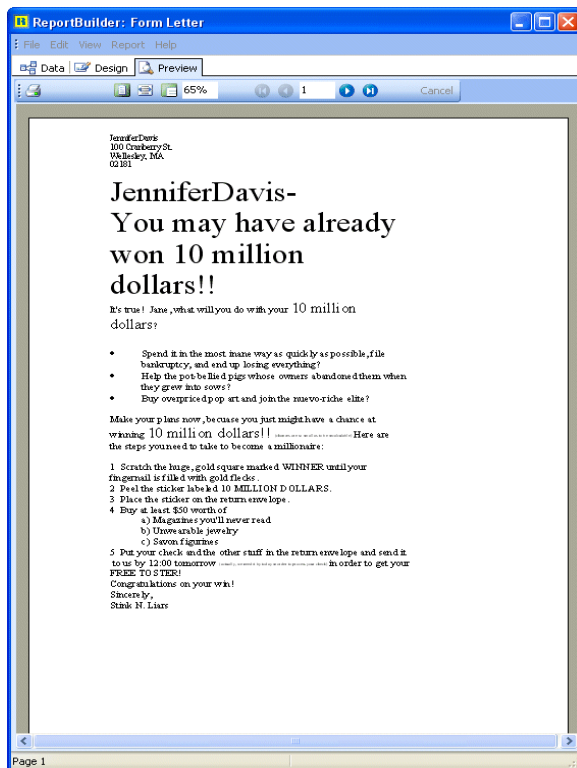 ReportBuilder: Form Letter
File Edit View Report Help
Data Design Preview
65% 1 Cancel
JenniferDavis
100 Cranberry St.
Wellesley, MA
02181
JenniferDavis-
You may have already
won 10 million
dollars!!
It's true! Jane, what will you do with your 10 million
dollars?
• Spend it in the most inane way as quickly as possible, file
bankruptcy, and end up losing everything?
• Help the pot-bellied pigs whose owners abandoned them when
they grew into sows?
• Buy overpriced pop art and join the nuevo-riche elite?
Make your plans now, becuase you just might have a chance at
winning 10 million dollars!! Here are
the steps you need to take to become a millionaire:
1 Scratch the huge, gold square marked WINNER until your
fingernail is filled with gold flecks.
2 Peel the sticker labeled 10 MILLION DOLLARS.
3 Place the sticker on the return envelope.
4 Buy at least $50 worth of
a) Magazines you'll never read
b) Unwearable jewelry
c) Savon figurines
5 Put your check and the other stuff in the return envelope and send it
to us by 12:00 tomorrow in order to get your
FREE TOSTER!
Congratulations on your win!
Sincerely,
Stink N. Liars
Page 1